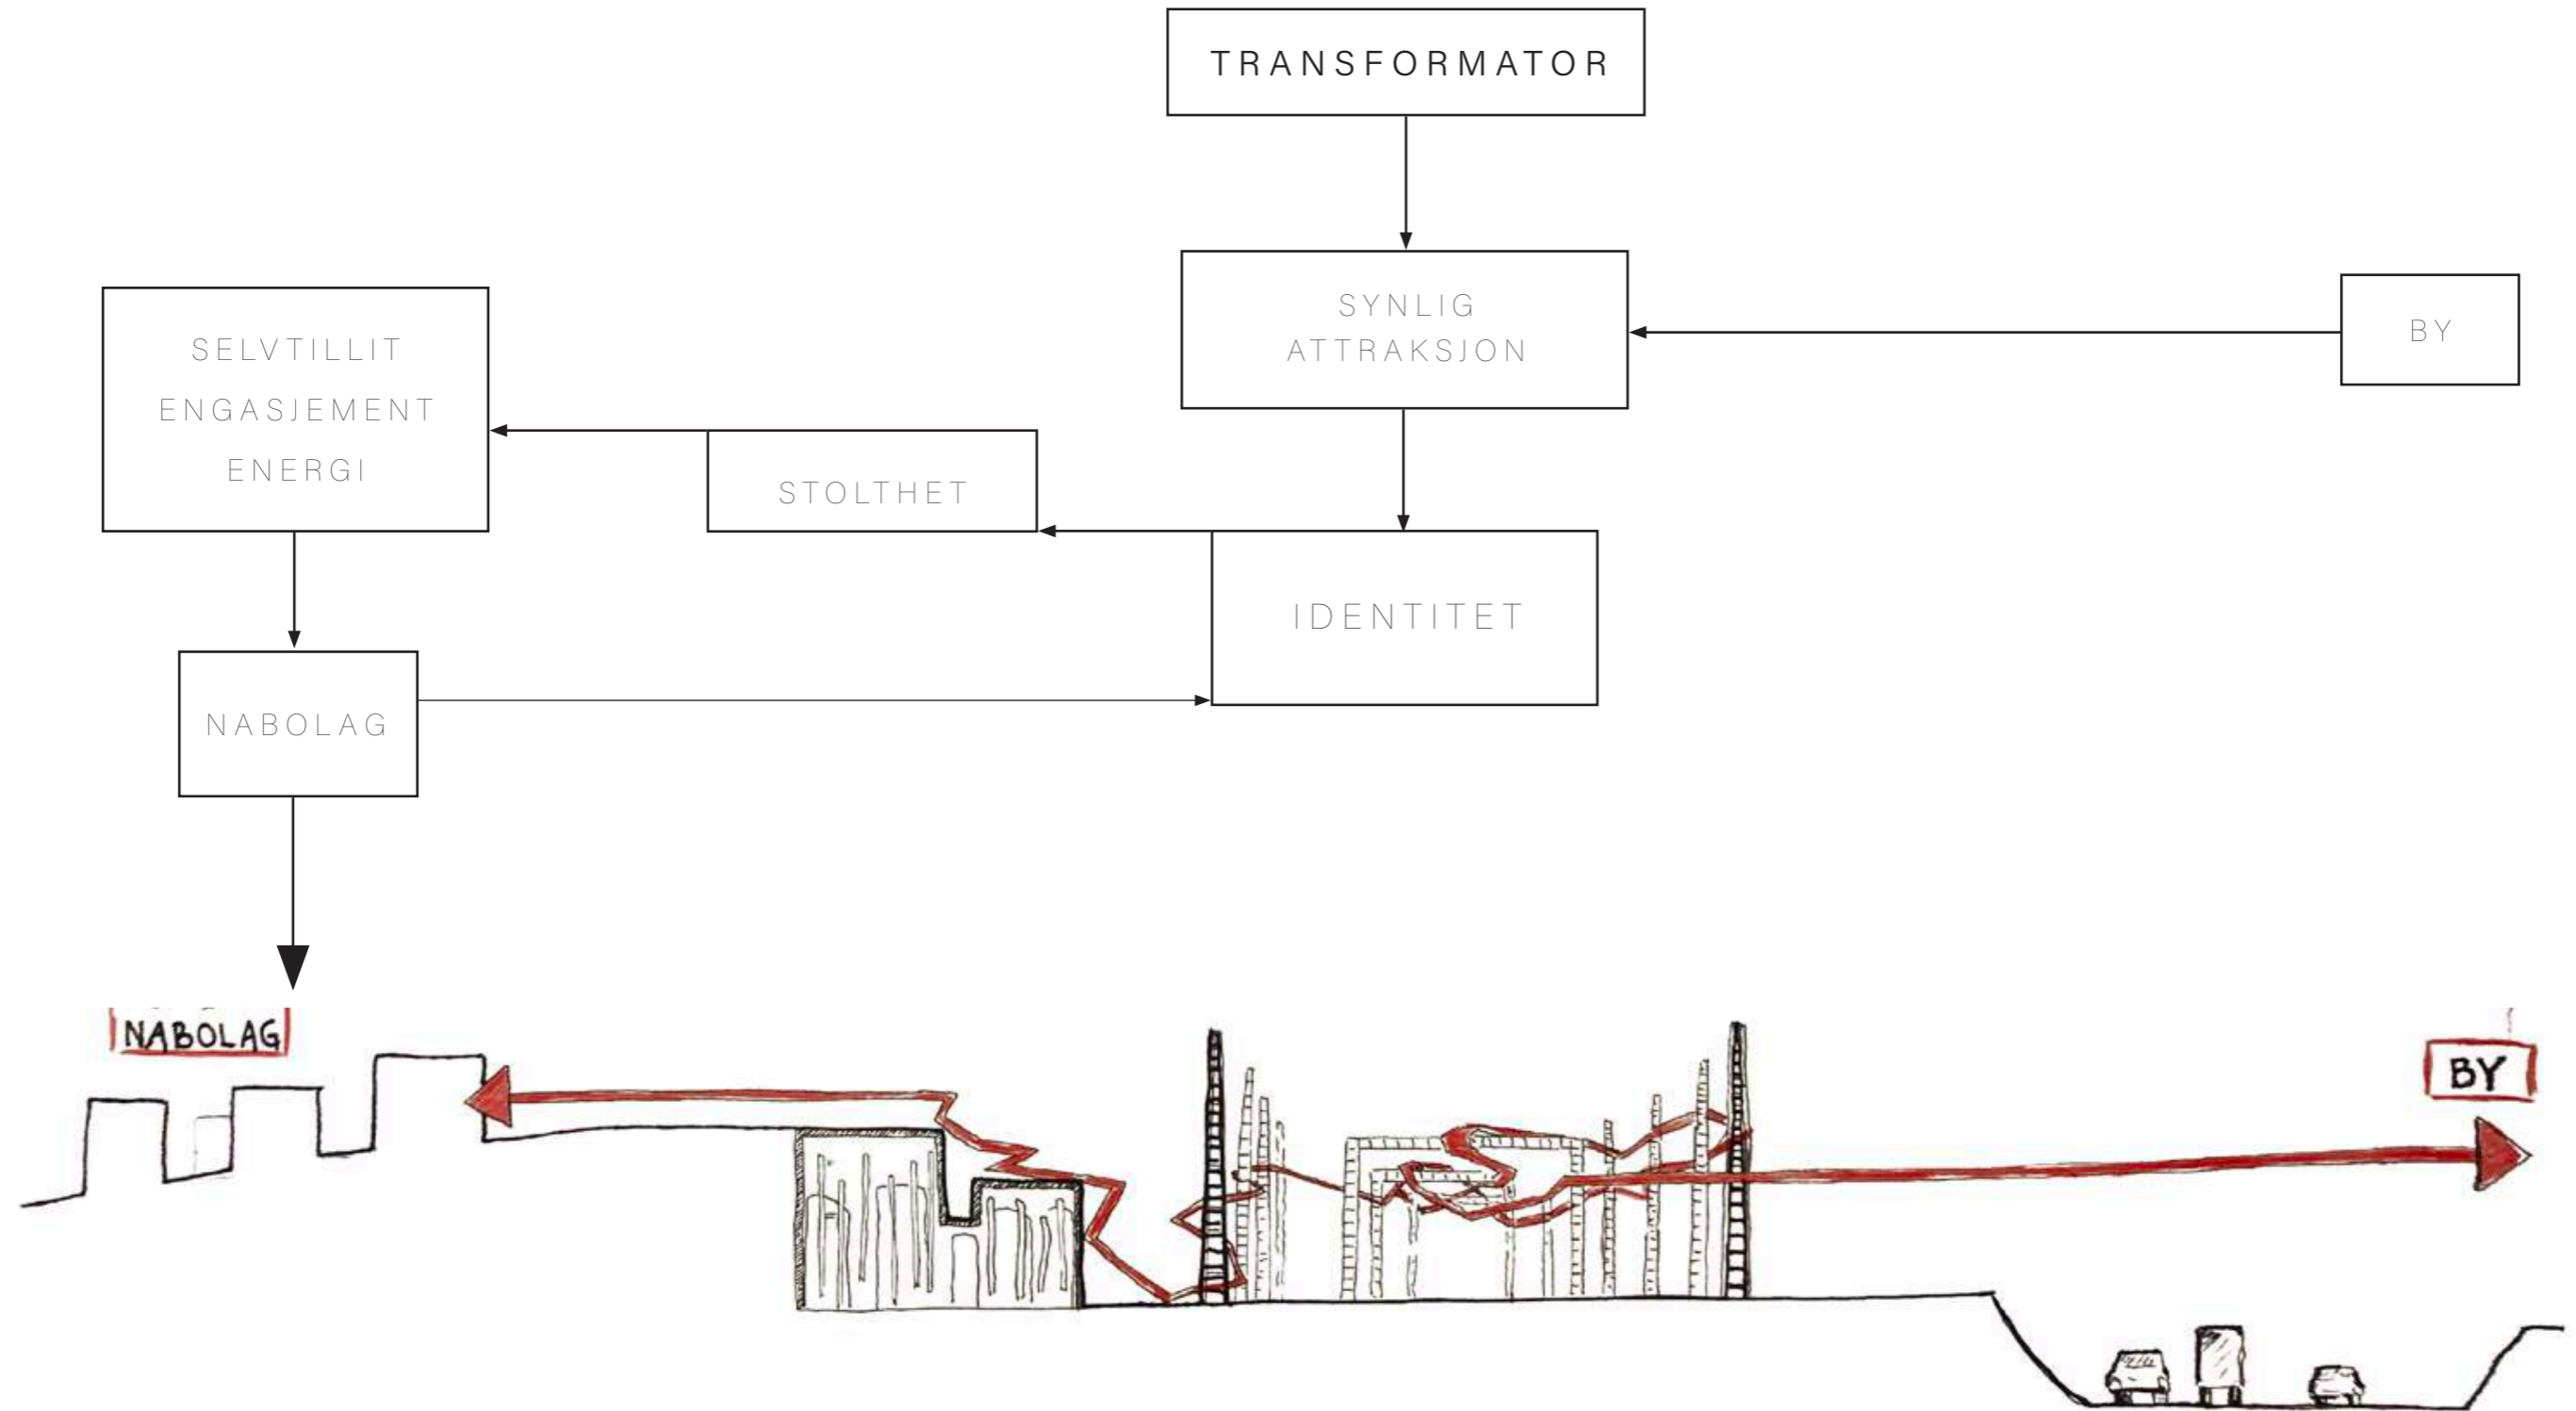 TRANSFORMATOR
SYNLIG
ATTRAKSJON
BY
SELVTILLIT
ENGASJEMENT
ENERGI
STOLTHET
IDENTITET
NABOLAG
NABOLAG
BY